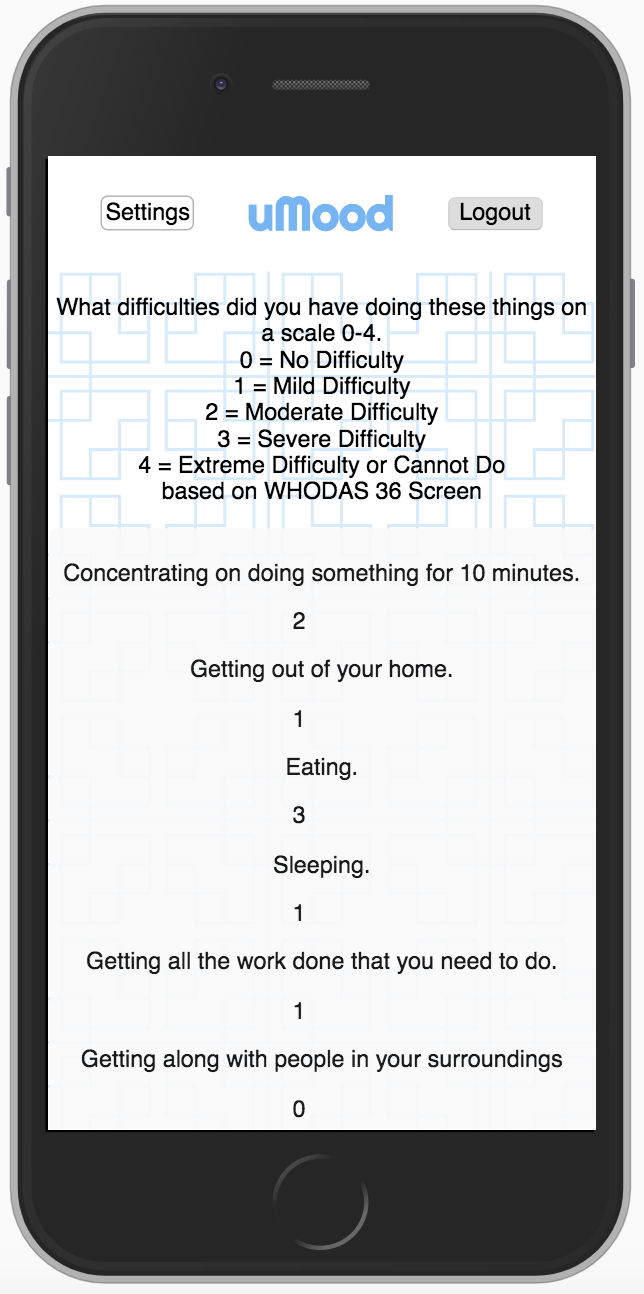 Settings
uMood
Logout
What difficulties did you have doing these things on
a scale 0-4.
0 = No Difficulty
1 = Mild Difficulty
2 = Moderate Difficulty
3 = Severe Difficulty
4 = Extreme Difficulty or Cannot Do
based on WHODAS 36 Screen
Concentrating on doing something for 10 minutes.
2
Getting out of your home.
1
Eating.
3
Sleeping.
1
Getting all the work done that you need to do.
1
Getting along with people in your surroundings
0